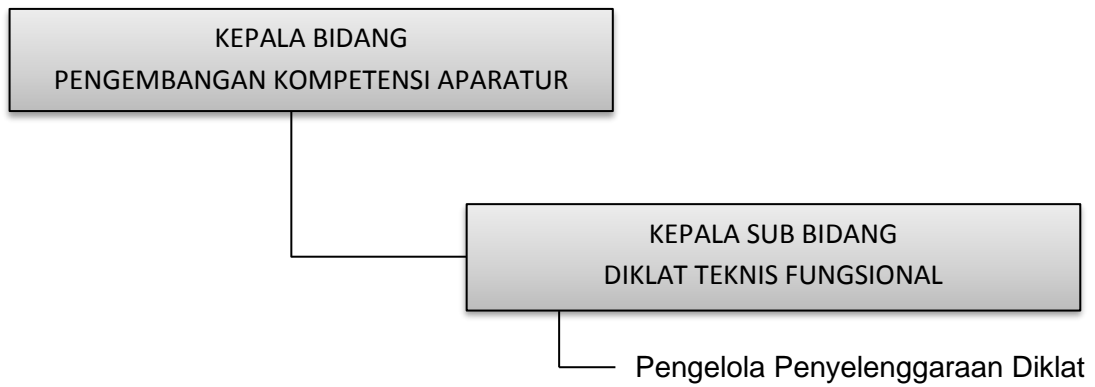 KEPALA BIDANG
PENGEMBANGAN KOMPETENSI APARATUR
KEPALA SUB BIDANG
DIKLAT TEKNIS FUNGSIONAL
Pengelola Penyelenggaraan Diklat